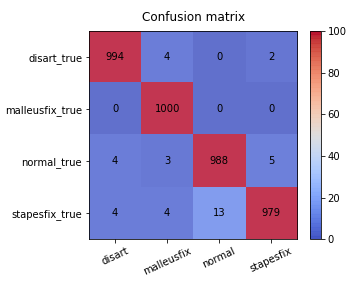 Confusion matrix
disart_true 994 4 0 2
malleusfix_true 0 1000 0 0
normal_true 4 3 988 5
stapesfix_true 4 4 13 979
disart malleusfix normal stapesfix
100
80
60
40
20
0